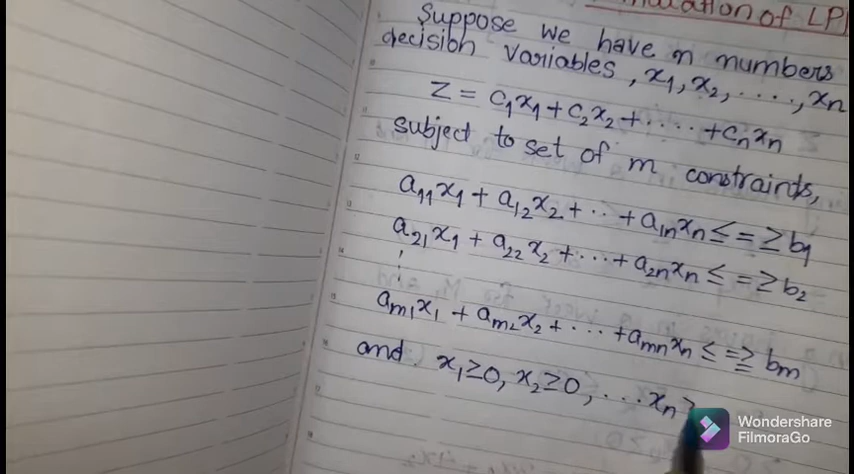 of LP
Suppose we have n numbers
decision variables, x₁, x₂, ...., xₙ
Z = c₁x₁ + c₂x₂ + ..... + cₙxₙ
subject to set of m constraints,
a₁₁x₁ + a₁₂x₂ + ... + a₁ₙxₙ ≤ = ≥ b₁
a₂₁x₁ + a₂₂x₂ + ... + a₂ₙxₙ ≤ = ≥ b₂
⋮
aₘ₁x₁ + aₘ₂x₂ + ... + aₘₙxₙ ≤ = ≥ bₘ
and x₁ ≥ 0, x₂ ≥ 0, ... xₙ ≥
Wondershare
FilmoraGo